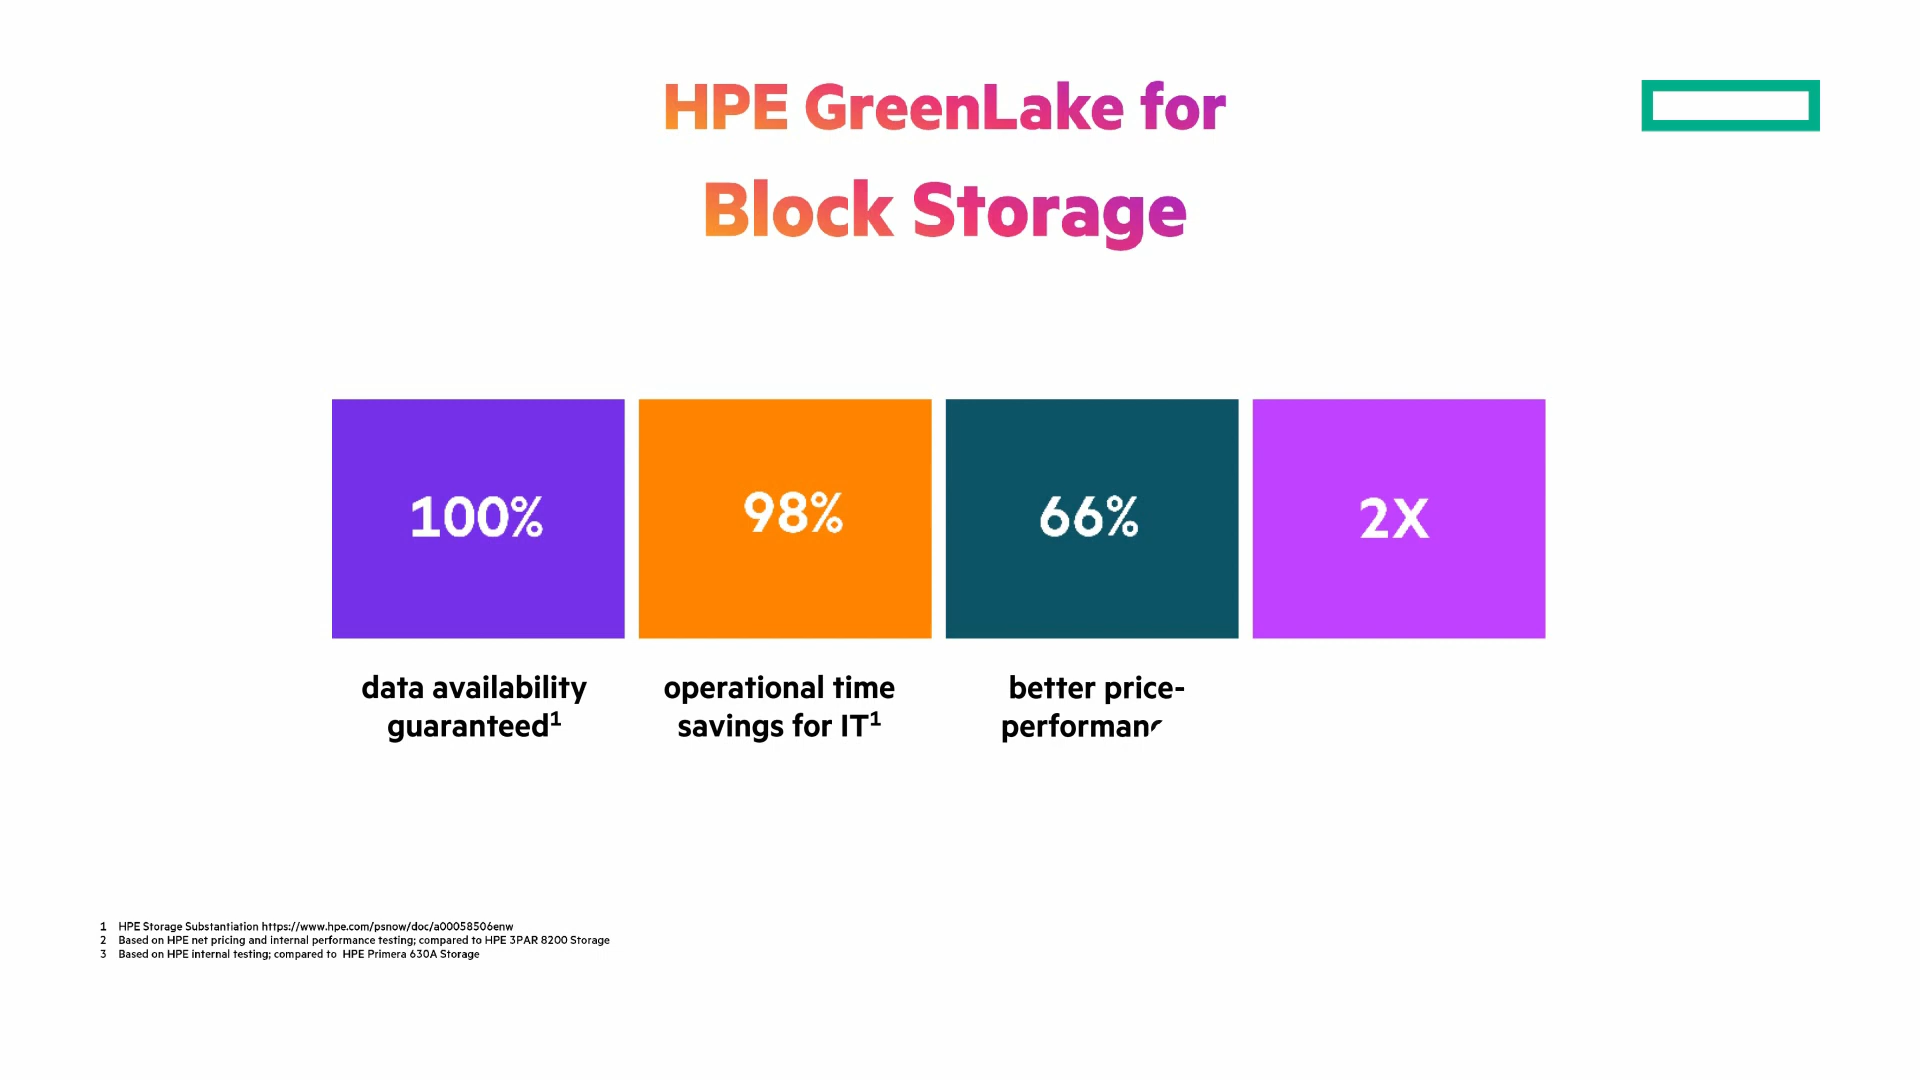 HPE GreenLake for
Block Storage
100%
98%
66%
2X
data availability
guaranteed¹
operational time
savings for IT¹
better price-
performanc
1 HPE Storage Substantiation https://www.hpe.com/psnow/doc/a00058506enw
2 Based on HPE net pricing and internal performance testing; compared to HPE 3PAR 8200 Storage
3 Based on HPE internal testing; compared to HPE Primera 630A Storage